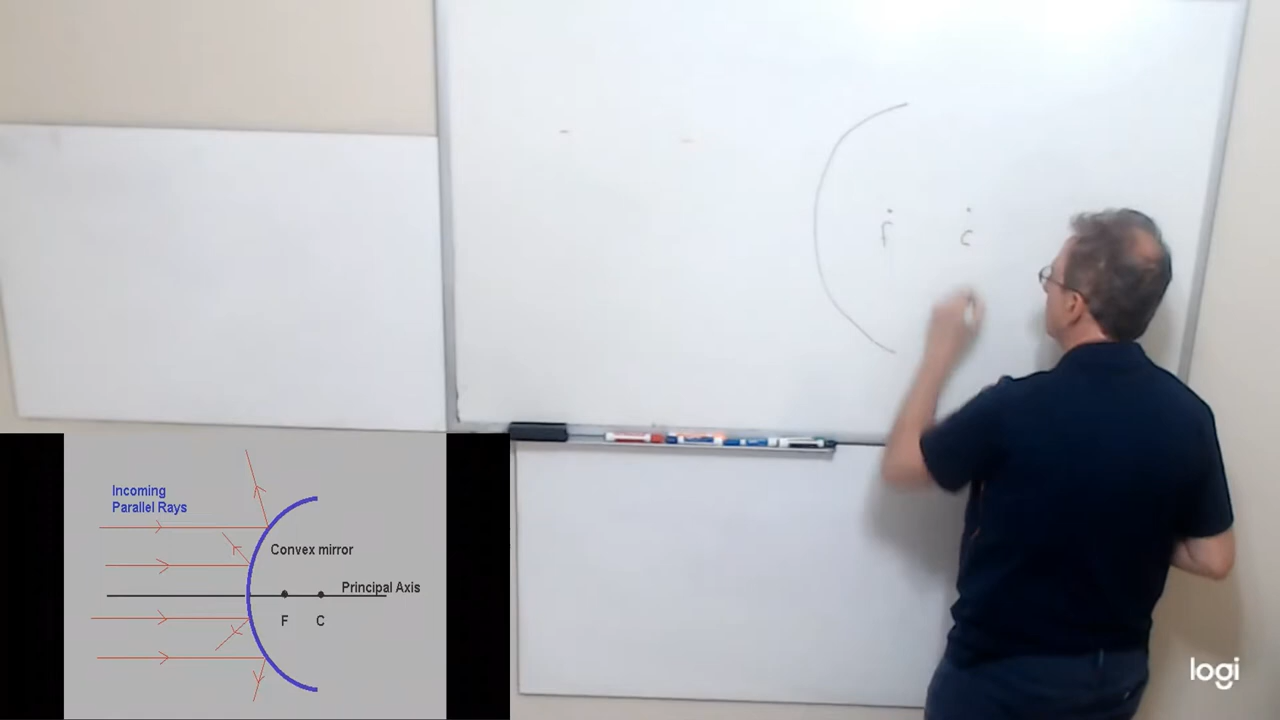 f c
Incoming
Parallel Rays
Convex mirror
Principal Axis
F C
logi